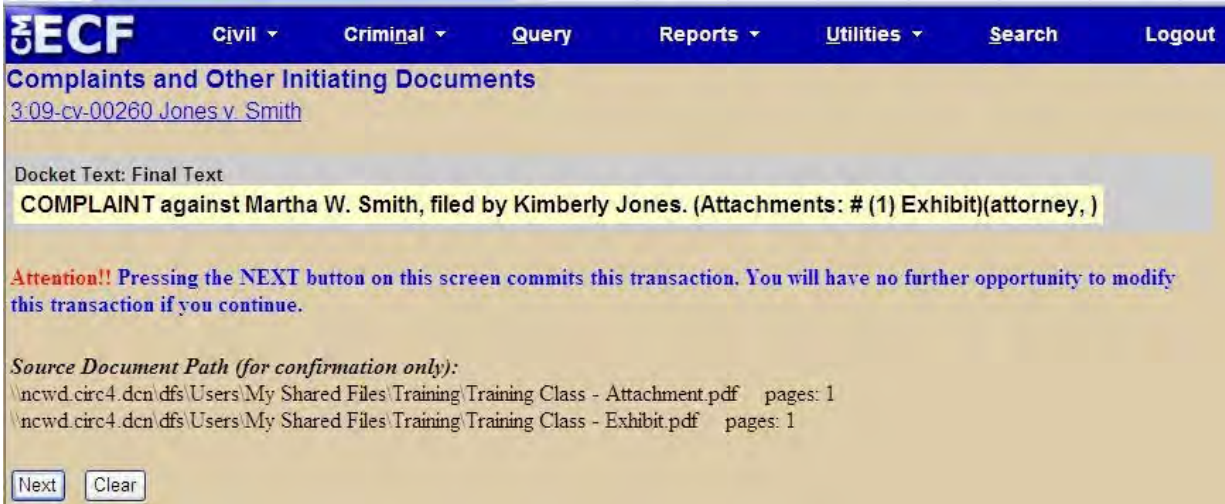 CM ECF Civil Criminal Query Reports Utilities Search Logout
Complaints and Other Initiating Documents
3:09-cv-00260 Jones v. Smith
Docket Text: Final Text
COMPLAINT against Martha W. Smith, filed by Kimberly Jones. (Attachments: # (1) Exhibit)(attorney, )
Attention!! Pressing the NEXT button on this screen commits this transaction. You will have no further opportunity to modify
this transaction if you continue.
Source Document Path (for confirmation only):
\\ncwd.circ4.dcn\dfs\Users\My Shared Files\Training\Training Class - Attachment.pdf pages: 1
\\ncwd.circ4.dcn\dfs\Users\My Shared Files\Training\Training Class - Exhibit.pdf pages: 1
Next Clear